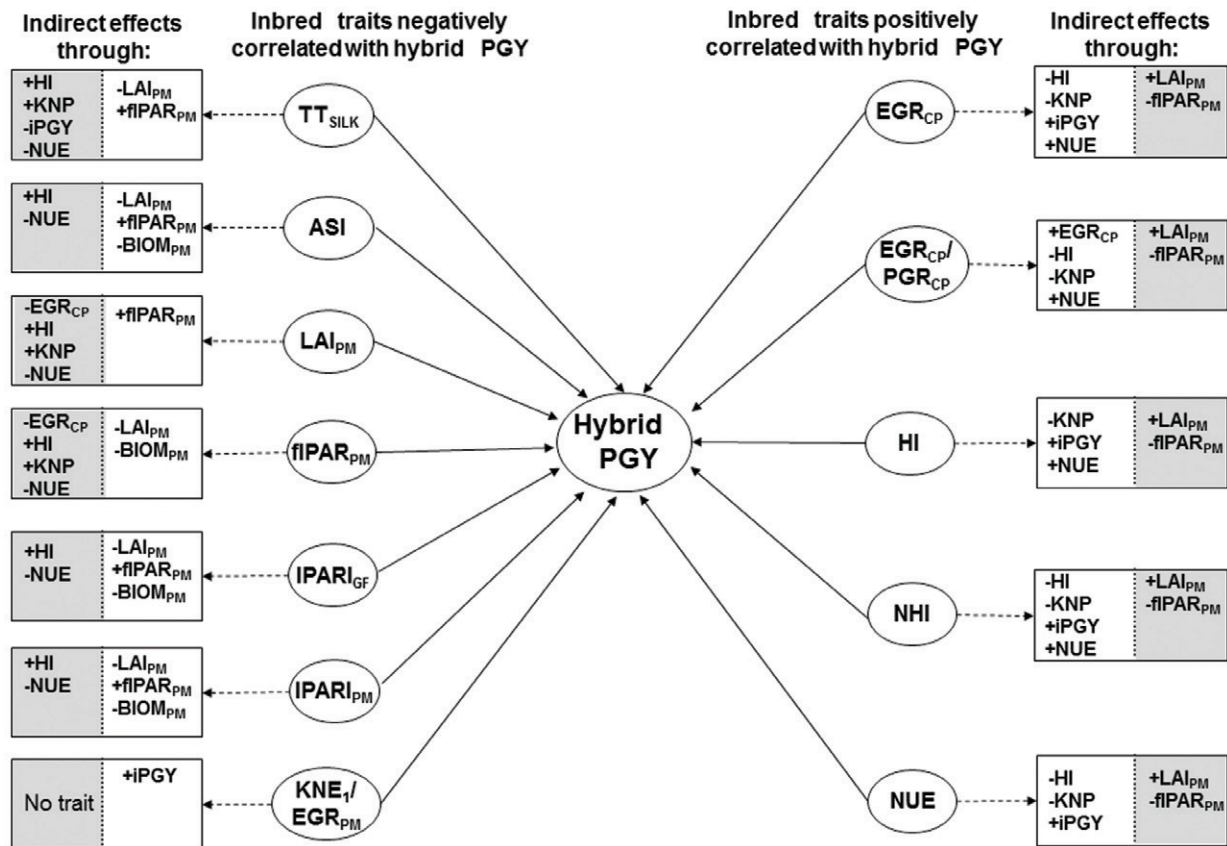 Indirect effects
through:
Inbred traits negatively
correlated with hybrid PGY
Inbred traits positively
correlated with hybrid PGY
Indirect effects
through:
+HI
+KNP
-iPGY
-NUE
-LAIPM
+fIPARPM
TTSILK
+HI
-NUE
-LAIPM
+fIPARPM
-BIOMPM
ASI
-EGRCP
+HI
+KNP
-NUE
+fIPARPM
LAIPM
-EGRCP
+HI
+KNP
-NUE
-LAIPM
-BIOMPM
fIPARPM
+HI
-NUE
-LAIPM
+fIPARPM
-BIOMPM
IPARIGF
+HI
-NUE
-LAIPM
+fIPARPM
-BIOMPM
IPARIPM
No trait
+iPGY
KNE1/
EGRPM
Hybrid
PGY
EGRCP
-HI
-KNP
+iPGY
+NUE
+LAIPM
-fIPARPM
EGRCP/
PGRCP
+EGRCP
-HI
-KNP
+NUE
+LAIPM
-fIPARPM
HI
-KNP
+iPGY
+NUE
+LAIPM
-fIPARPM
NHI
-HI
-KNP
+iPGY
+NUE
+LAIPM
-fIPARPM
NUE
-HI
-KNP
+iPGY
+LAIPM
-fIPARPM